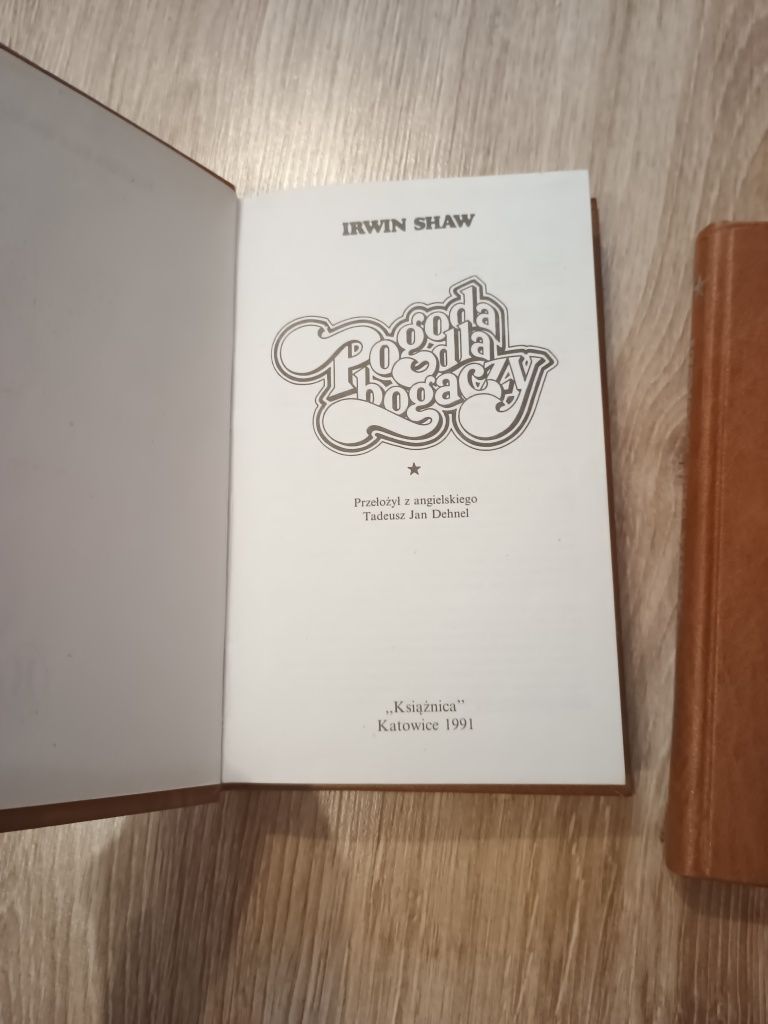 IRWIN SHAW
Pogoda
dla
bogaczy
Przełożył z angielskiego
Tadeusz Jan Dehnel
„Książnica”
Katowice 1991